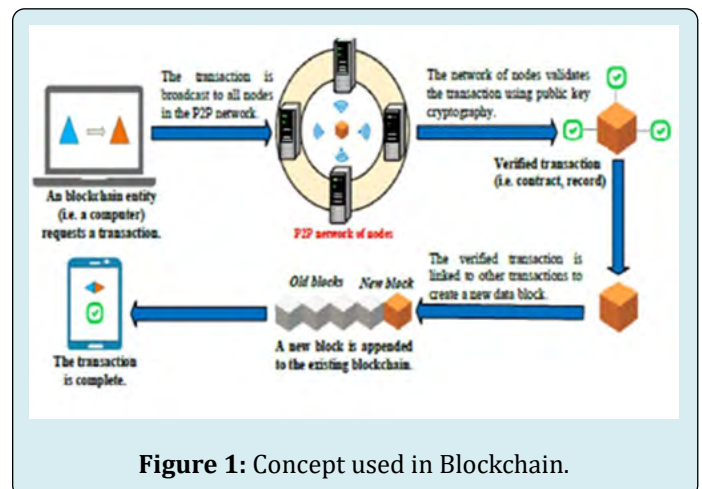 The transaction is
broadcast to all nodes
in the P2P network.
The network of nodes validates
the transaction using public key
cryptography.
An blockchain entity
(i.e. a computer)
requests a transaction.
P2P network of nodes
Verified transaction
(i.e. contract, record)
The verified transaction is
linked to other transactions to
create a new data block.
Old blocks New block
A new block is appended
to the existing blockchain.
The transaction
is complete.
Figure 1: Concept used in Blockchain.